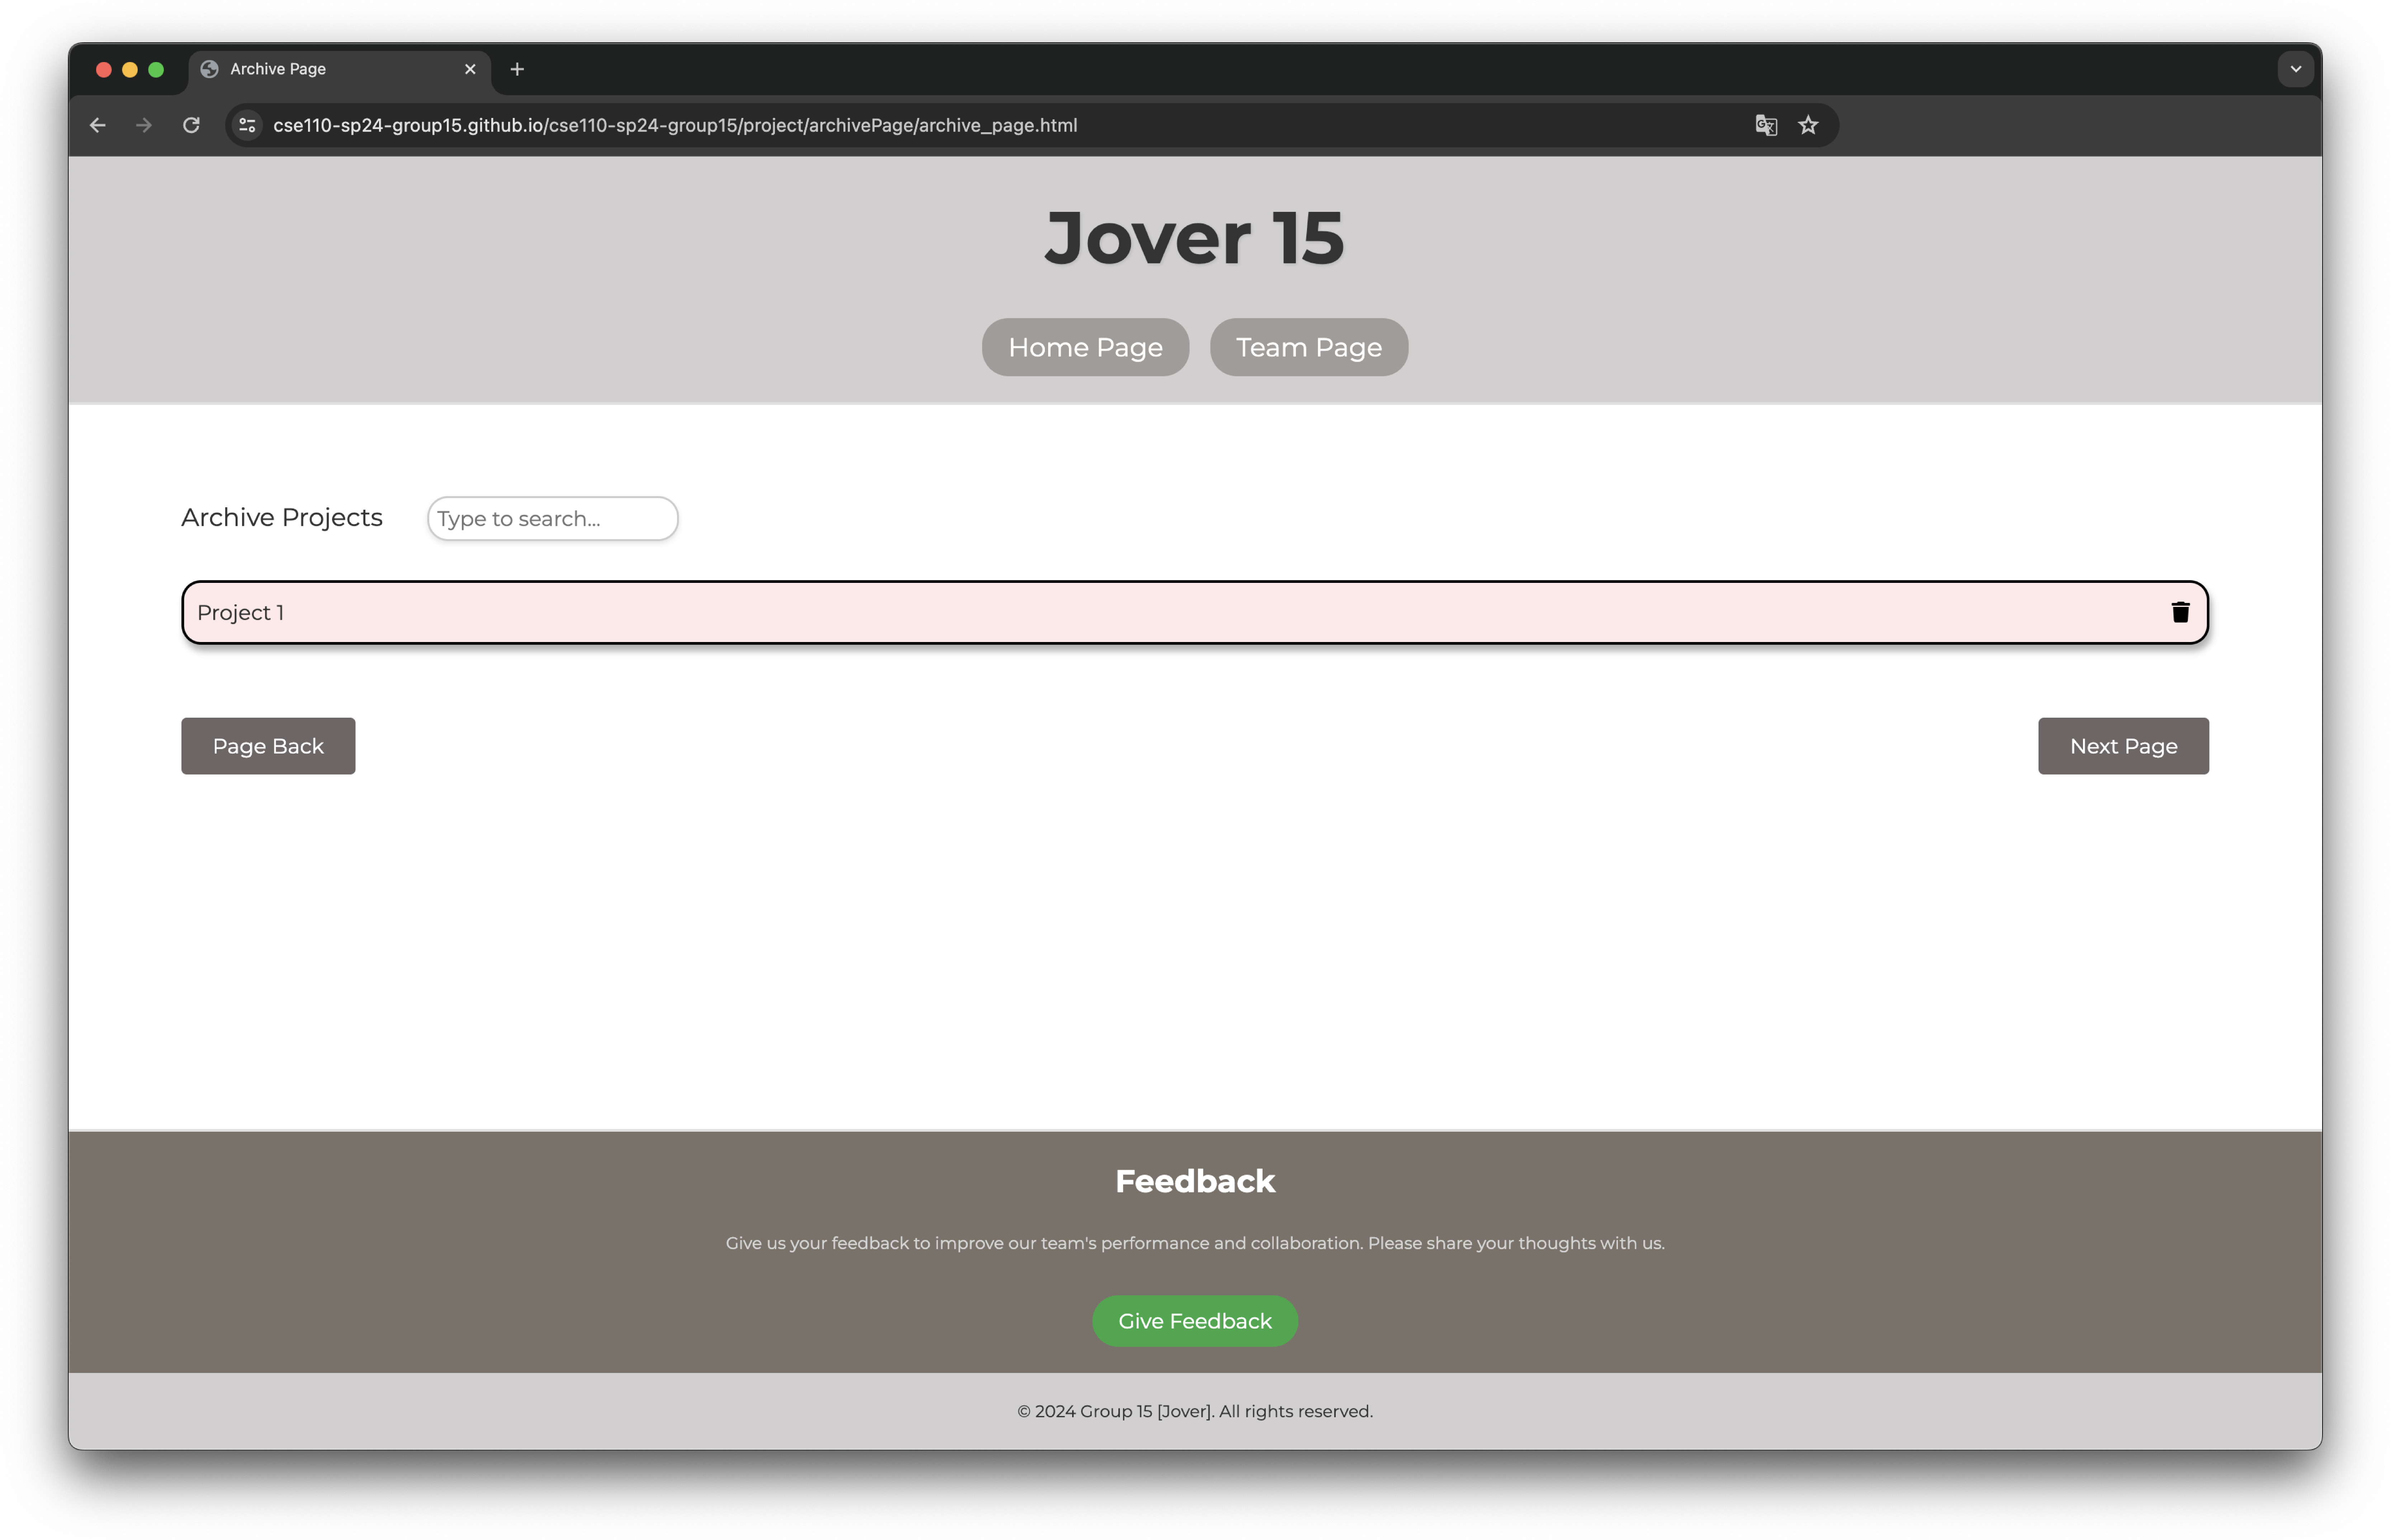 Archive Page
cse110-sp24-group15.github.io/cse110-sp24-group15/project/archivePage/archive_page.html
Jover 15
Home Page Team Page
Archive Projects Type to search...
Project 1
Page Back Next Page
Feedback
Give us your feedback to improve our team's performance and collaboration. Please share your thoughts with us.
Give Feedback
© 2024 Group 15 [Jover]. All rights reserved.